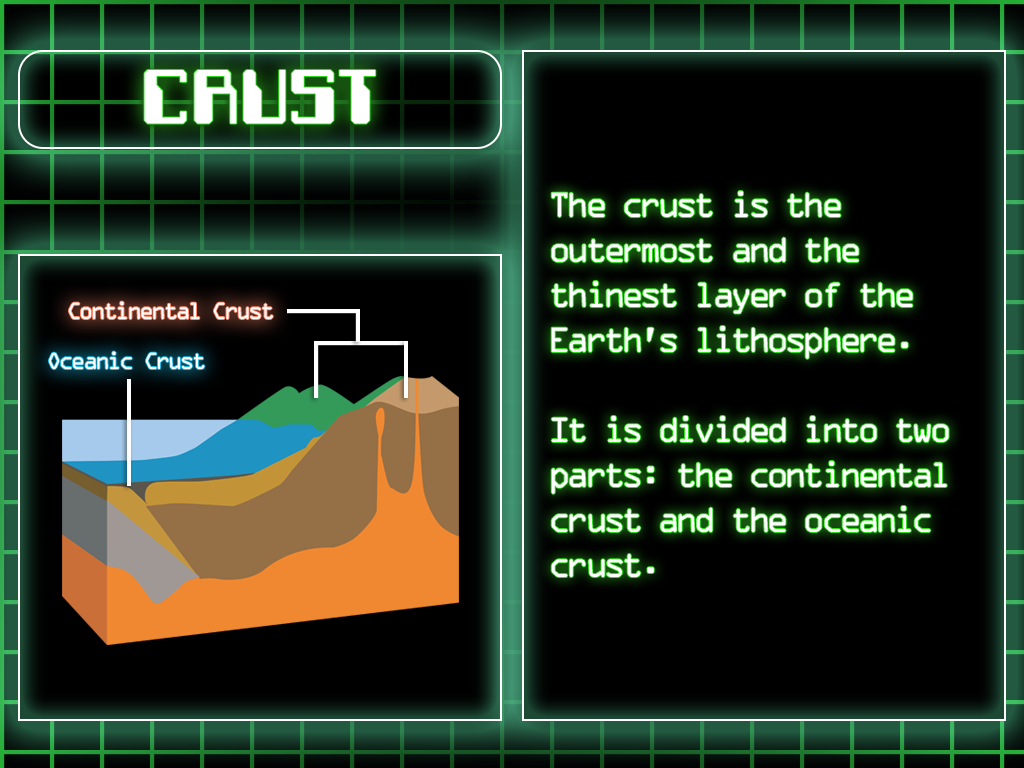 CRUST
Continental Crust
Oceanic Crust
The crust is the
outermost and the
thinest layer of the
Earth's lithosphere.
It is divided into two
parts: the continental
crust and the oceanic
crust.